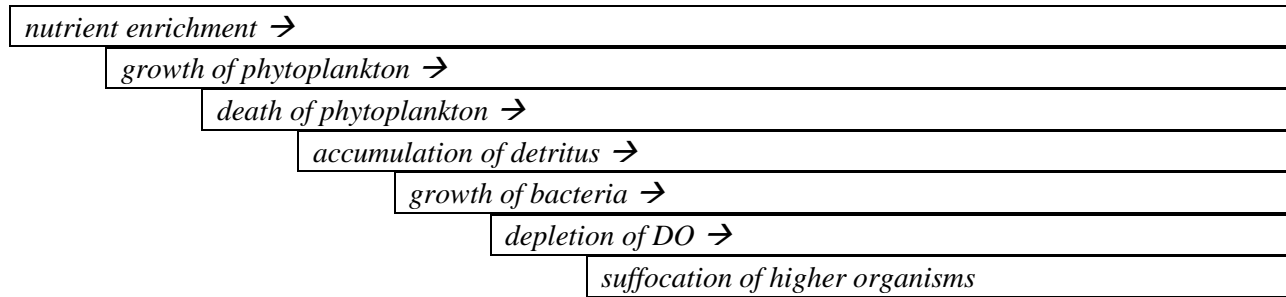 nutrient enrichment →
growth of phytoplankton →
death of phytoplankton →
accumulation of detritus →
growth of bacteria →
depletion of DO →
suffocation of higher organisms